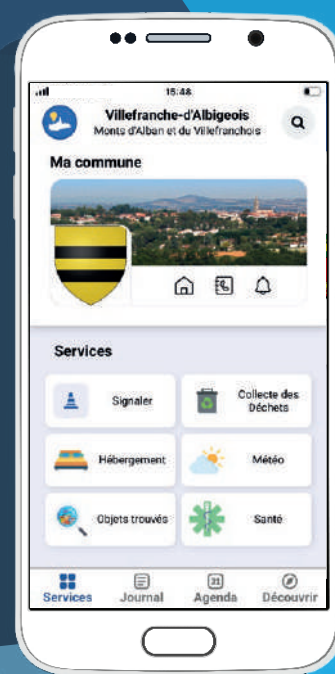 15:48
Villefranche-d'Albigeois
Monts d'Alban et du Villefranchois
Ma commune
Services
Signaler
Collecte des
Déchets
Hébergement
Météo
Objets trouvés
Santé
31
Services
Journal
Agenda
Découvrir